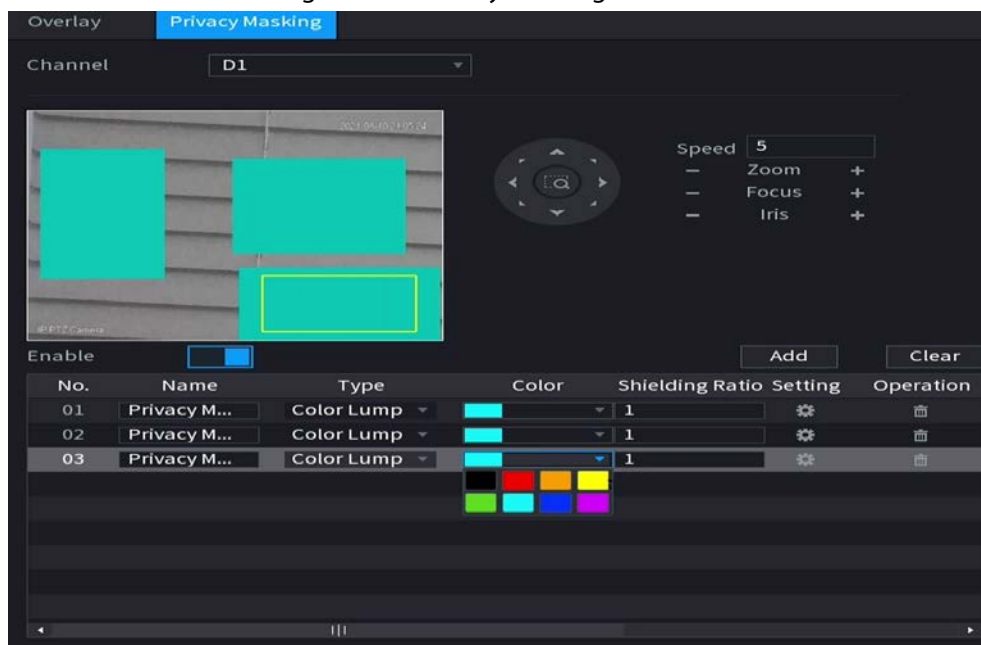 Overlay Privacy Masking
Channel D1
Speed 5
— Zoom +
— Focus +
— Iris +
IP PTZ Camera
Enable Add Clear
No. Name Type Color Shielding Ratio Setting Operation
01 Privacy M... Color Lump 1
02 Privacy M... Color Lump 1
03 Privacy M... Color Lump 1